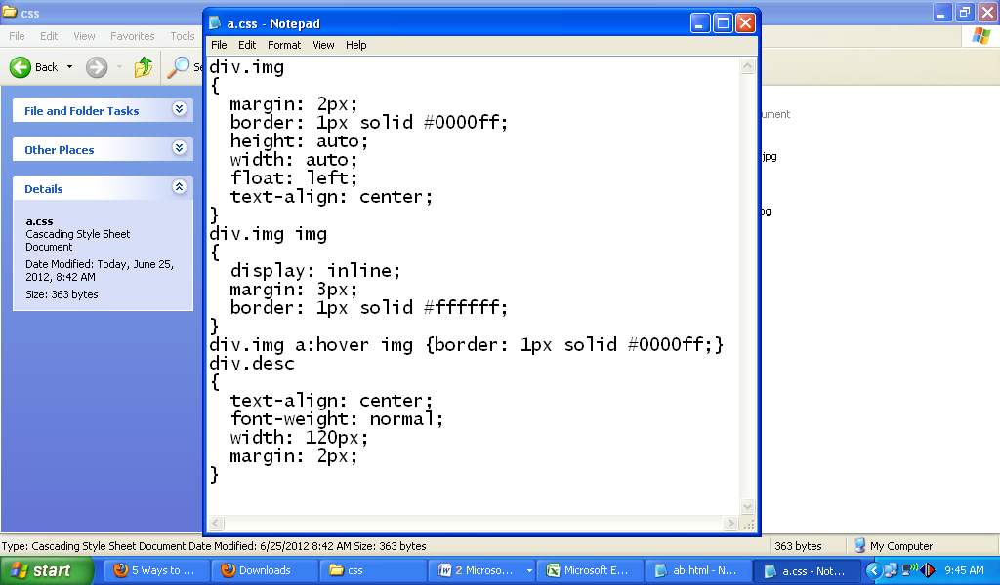 css
a.css - Notepad
File Edit View Favorites Tools
File Edit Format View Help
Back
File and Folder Tasks
Other Places
Details
a.css
Cascading Style Sheet
Document
Date Modified: Today, June 25,
2012, 8:42 AM
Size: 363 bytes
div.img
{
margin: 2px;
border: 1px solid #0000ff;
height: auto;
width: auto;
float: left;
text-align: center;
}
div.img img
{
display: inline;
margin: 3px;
border: 1px solid #ffffff;
}
div.img a:hover img {border: 1px solid #0000ff;}
div.desc
{
text-align: center;
font-weight: normal;
width: 120px;
margin: 2px;
}
Type: Cascading Style Sheet Document Date Modified: 6/25/2012 8:42 AM Size: 363 bytes
363 bytes
My Computer
start
5 Ways to ...
Downloads
css
2 Microso...
Microsoft E...
ab.html - N...
a.css - Not...
9:45 AM